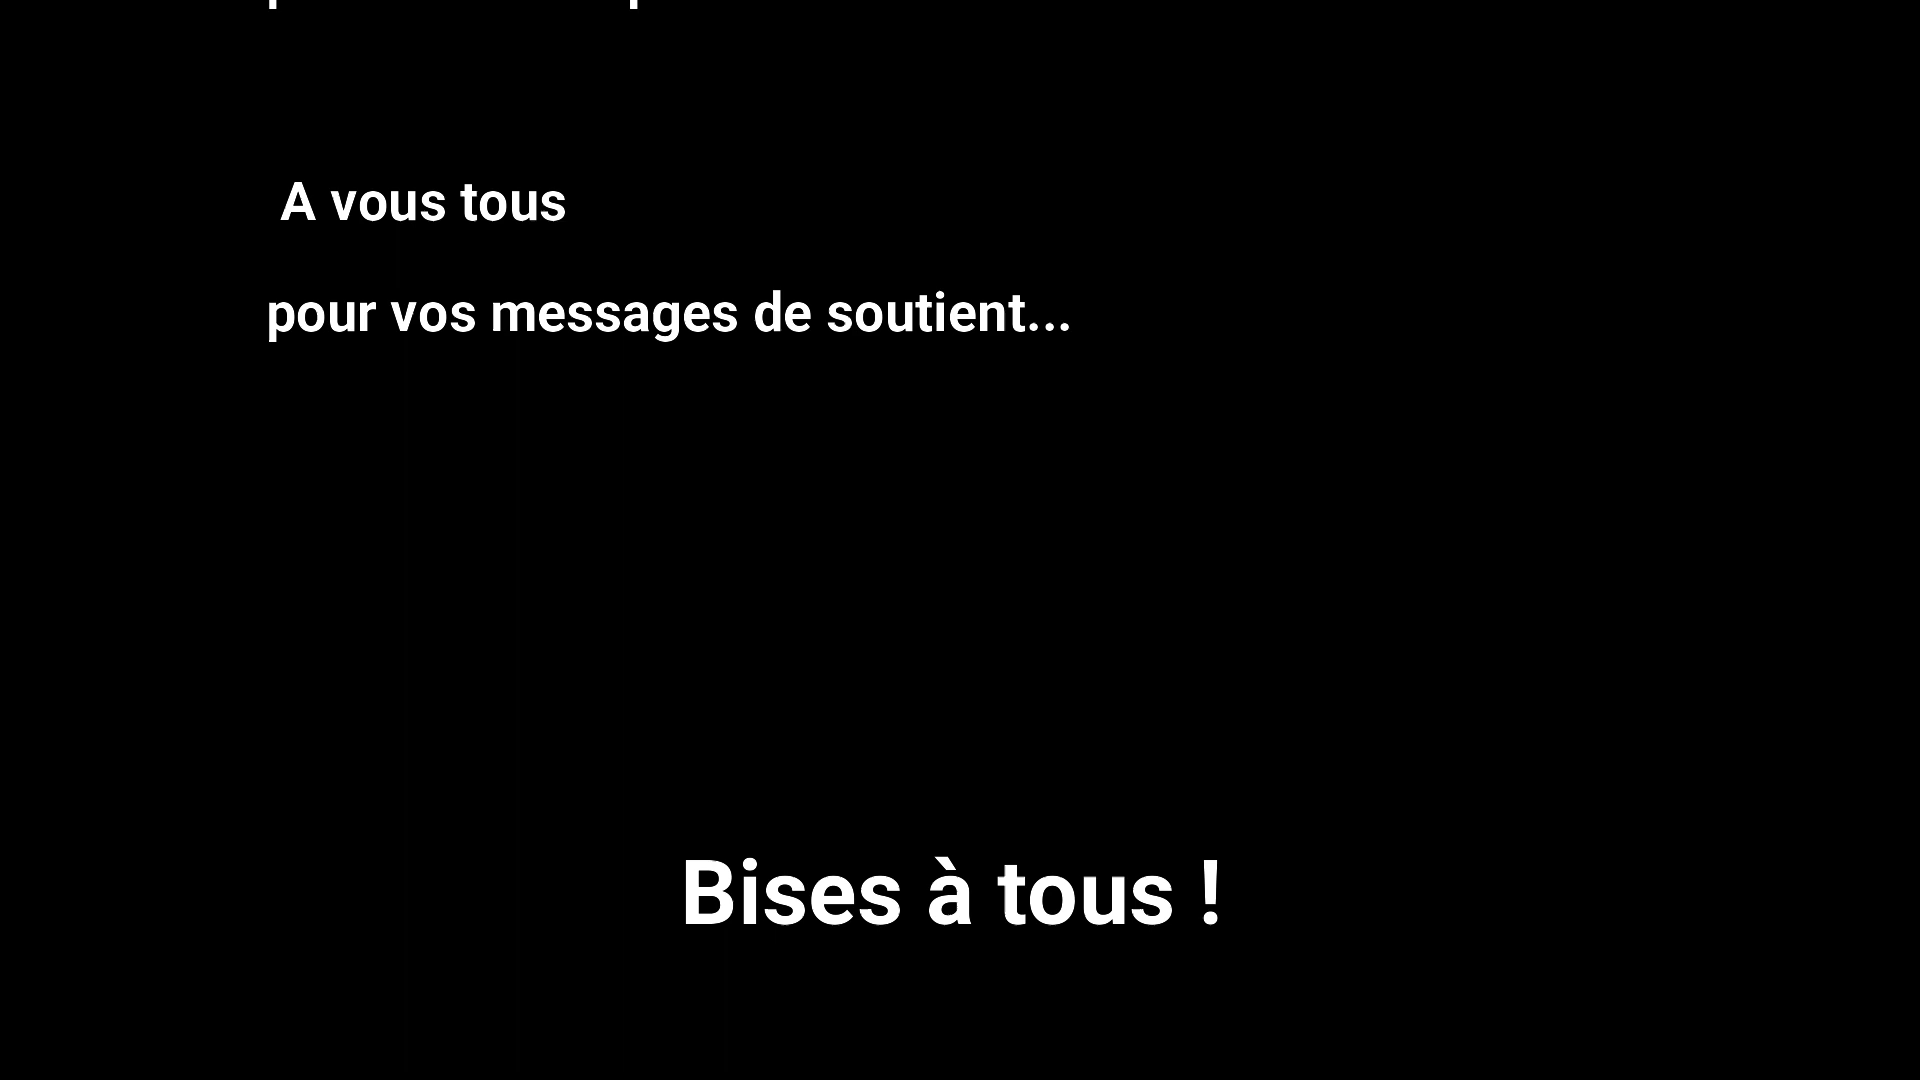 A vous tous
pour vos messages de soutient...
Bises à tous !